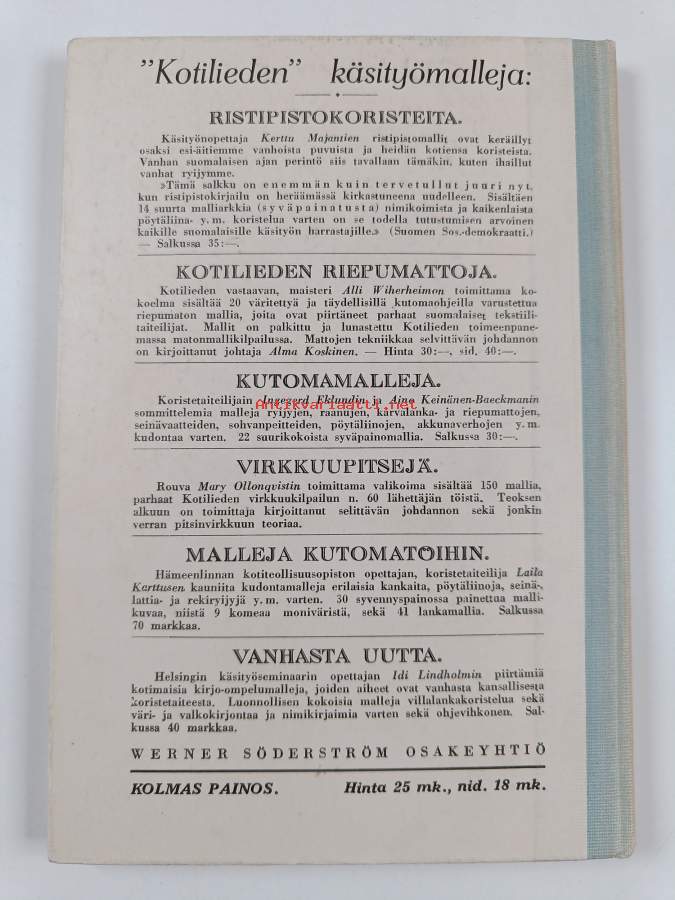 "Kotilieden" käsityömalleja:
RISTIPISTOKORISTEITA.
Käsityönopettaja Kerttu Majantien ristipistomallit ovat keräillyt
osaksi esi-äitiemme vanhoista puvuista ja heidän kotiensa koristeista.
Vanhan suomalaisen ajan perintö siis tavallaan tämäkin, kuten ihaillut
vanhat ryijymme.
»Tämä salkku on enemmän kuin tervetullut juuri nyt,
kun ristipistokirjailu on heräämässä kirkastuneena uudelleen. Sisältäen
14 suurta malliarkkia (syväpainatusta) nimikoimista ja kaikenlaista
pöytäliina- y. m. koristelua varten on se todella tutustumisen arvoinen
kaikille suomalaisille käsityön harrastajille.» (Suomen Sos.-demokraatti.)
— Salkussa 35:—.
KOTILIEDEN RIEPUMATTOJA.
Kotilieden vastaavan, maisteri Alli Wiherheimon toimittama ko-
koelma sisältää 20 väritettyä ja täydellisillä kutomaohjeilla varustettua
riepumaton mallia, joita ovat piirtäneet parhaat suomalaiset tekstiili-
taiteilijat. Mallit on palkittu ja lunastettu Kotilieden toimeenpane-
massa matonmallikilpailussa. Mattojen tekniikkaa selvittävän johdannon
on kirjoittanut johtaja Alma Koskinen. — Hinta 30:—, sid. 40:—.
KUTOMAMALLEJA.
Koristetaiteilijain Ingegerd Eklundin ja Aino Keinänen-Baeckmanin
sommittelemia malleja ryijyjen, raanujen, karvalanka- ja riepumattojen,
seinävaatteiden, sohvanpeitteiden, pöytäliinojen, akkunaverhojen y. m.
kudontaa varten. 22 suurikokoista syväpainomallia. Salkussa 30:—.
Antikvariaatti.net
VIRKKUUPITSEJÄ.
Rouva Mary Ollonqvistin toimittama valikoima sisältää 150 mallia,
parhaat Kotilieden virkkuukilpailun n. 60 lähettäjän töistä. Teoksen
alkuun on toimittaja kirjoittanut selittävän johdannon sekä jonkin
verran pitsinvirkkuun teoriaa.
MALLEJA KUTOMATÖIHIN.
Hämeenlinnan kotiteollisuusopiston opettajan, koristetaiteilija Laila
Karttusen kauniita kudontamalleja erilaisia kankaita, pöytäliinoja, seinä-,
lattia- ja rekiryijyjä y. m. varten. 30 syvennyspainossa painettua malli-
kuvaa, niistä 9 komeaa moniväristä, sekä 41 lankamallia. Salkussa
70 markkaa.
VANHASTA UUTTA.
Helsingin käsityöseminaarin opettajan Idi Lindholmin piirtämiä
kotimaisia kirjo-ompelumalleja, joiden aiheet ovat vanhasta kansallisesta
koristetaiteesta. Luonnollisen kokoisia malleja villalankakoristelua sekä
väri- ja valkokirjontaa ja nimikirjaimia varten sekä ohjevihkonen. Sal-
kussa 40 markkaa.
WERNER SÖDERSTRÖM OSAKEYHTIÖ
KOLMAS PAINOS. Hinta 25 mk., nid. 18 mk.